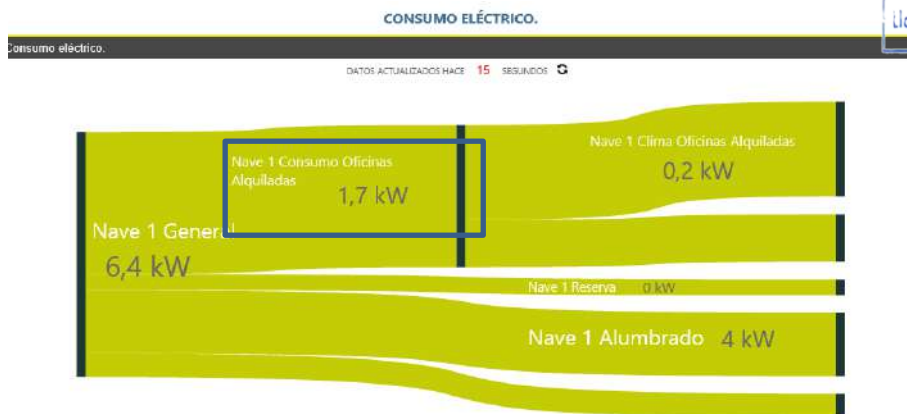 CONSUMO ELÉCTRICO.
Consumo eléctrico.
DATOS ACTUALIZADOS HACE 15 SEGUNDOS
Nave 1 Clima Oficinas Alquiladas
0,2 kW
Nave 1 Consumo Oficinas
Alquiladas
1,7 kW
Nave 1 General
6,4 kW
Nave 1 Reserva 0 kW
Nave 1 Alumbrado 4 kW